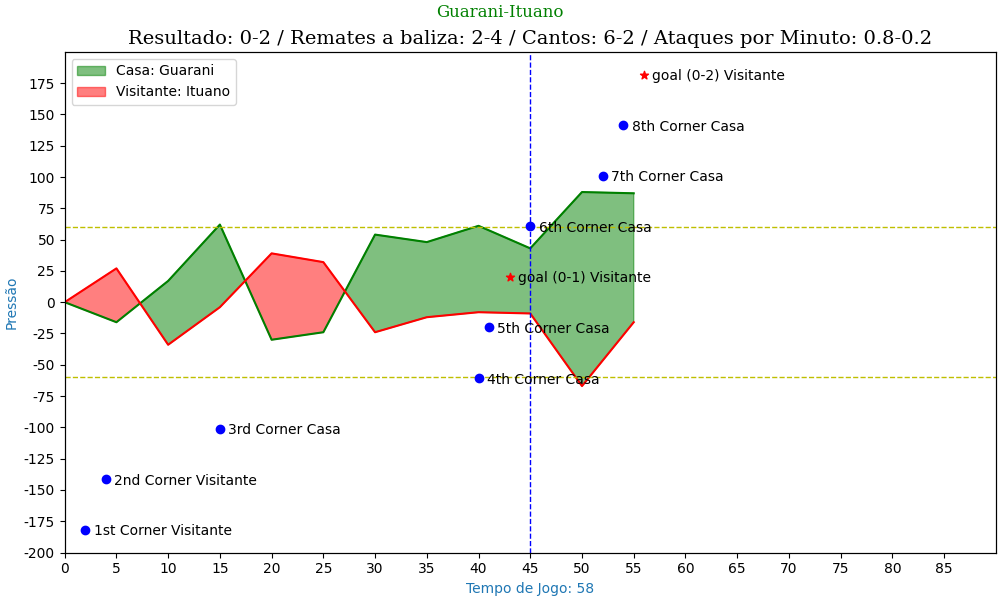 Guarani-Ituano
Resultado: 0-2 / Remates a baliza: 2-4 / Cantos: 6-2 / Ataques por Minuto: 0.8-0.2
Casa: Guarani
Visitante: Ituano
goal (0-2) Visitante
8th Corner Casa
7th Corner Casa
6th Corner Casa
goal (0-1) Visitante
5th Corner Casa
4th Corner Casa
3rd Corner Casa
2nd Corner Visitante
1st Corner Visitante
Pressão
175
150
125
100
75
50
25
0
-25
-50
-75
-100
-125
-150
-175
-200
0 5 10 15 20 25 30 35 40 45 50 55 60 65 70 75 80 85
Tempo de Jogo: 58